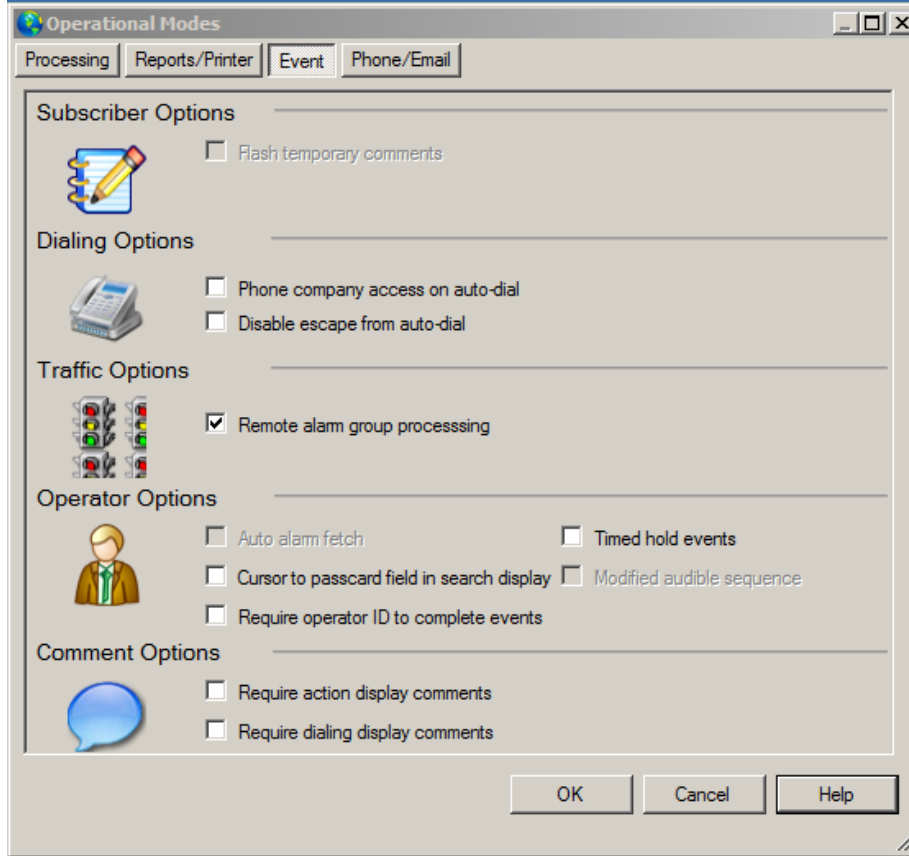 Operational Modes
Processing Reports/Printer Event Phone/Email
Subscriber Options
Flash temporary comments
Dialing Options
Phone company access on auto-dial
Disable escape from auto-dial
Traffic Options
Remote alarm group processsing
Operator Options
Auto alarm fetch Timed hold events
Cursor to passcard field in search display Modified audible sequence
Require operator ID to complete events
Comment Options
Require action display comments
Require dialing display comments
OK Cancel Help